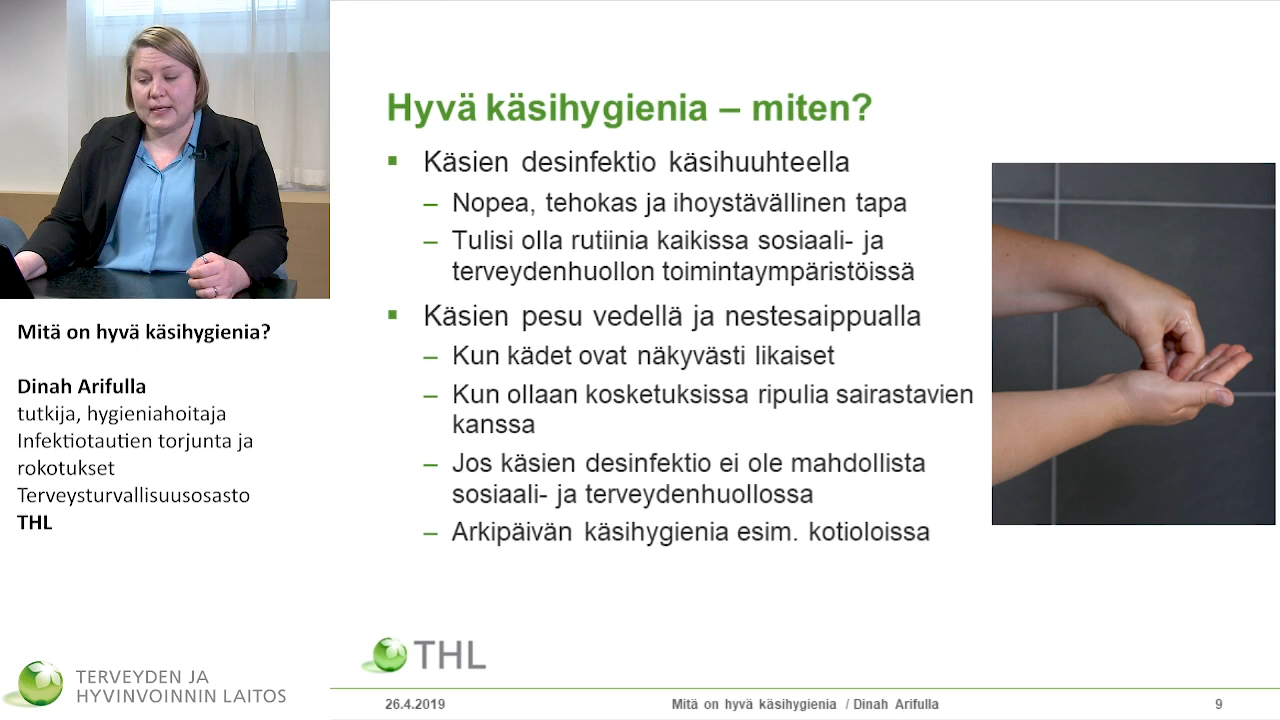 Mitä on hyvä käsihygienia?
Dinah Arifulla
tutkija, hygieniahoitaja
Infektiotautien torjunta ja
rokotukset
Terveysturvallisuusosasto
THL
TERVEYDEN JA
HYVINVOINNIN LAITOS
Hyvä käsihygienia – miten?
▪ Käsien desinfektio käsihuuhteella
– Nopea, tehokas ja ihoystävällinen tapa
– Tulisi olla rutiinia kaikissa sosiaali- ja
terveydenhuollon toimintaympäristöissä
▪ Käsien pesu vedellä ja nestesaippualla
– Kun kädet ovat näkyvästi likaiset
– Kun ollaan kosketuksissa ripulia sairastavien
kanssa
– Jos käsien desinfektio ei ole mahdollista
sosiaali- ja terveydenhuollossa
– Arkipäivän käsihygienia esim. kotioloissa
THL
26.4.2019 Mitä on hyvä käsihygienia / Dinah Arifulla 9